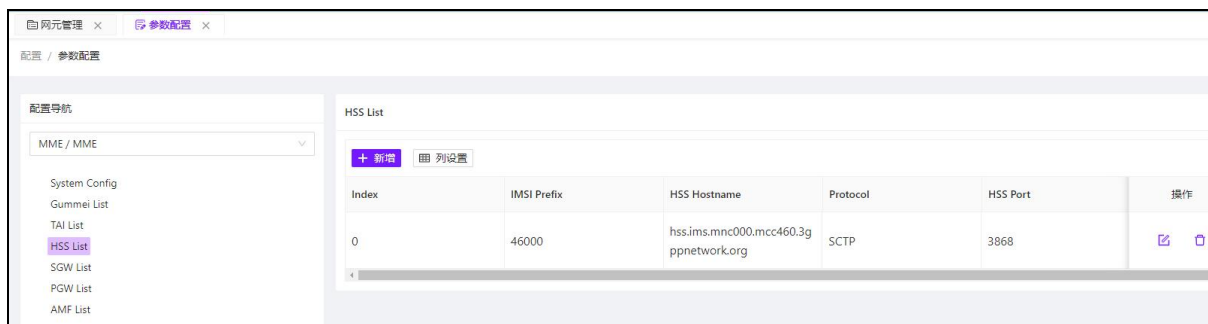 网元管理 参数配置
配置 / 参数配置
配置导航
MME / MME
System Config
Gummei List
TAI List
HSS List
SGW List
PGW List
AMF List
HSS List
新增 列设置
Index IMSI Prefix HSS Hostname Protocol HSS Port 操作
0 46000 hss.ims.mnc000.mcc460.3g SCTP 3868
ppnetwork.org